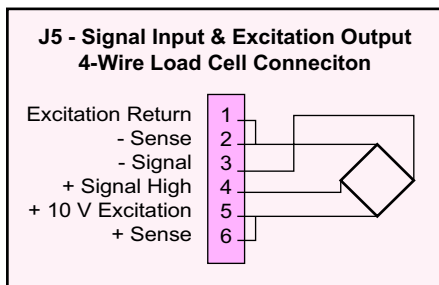 J5 - Signal Input & Excitation Output
4-Wire Load Cell Conneciton
Excitation Return 1
- Sense 2
- Signal 3
+ Signal High 4
+ 10 V Excitation 5
+ Sense 6